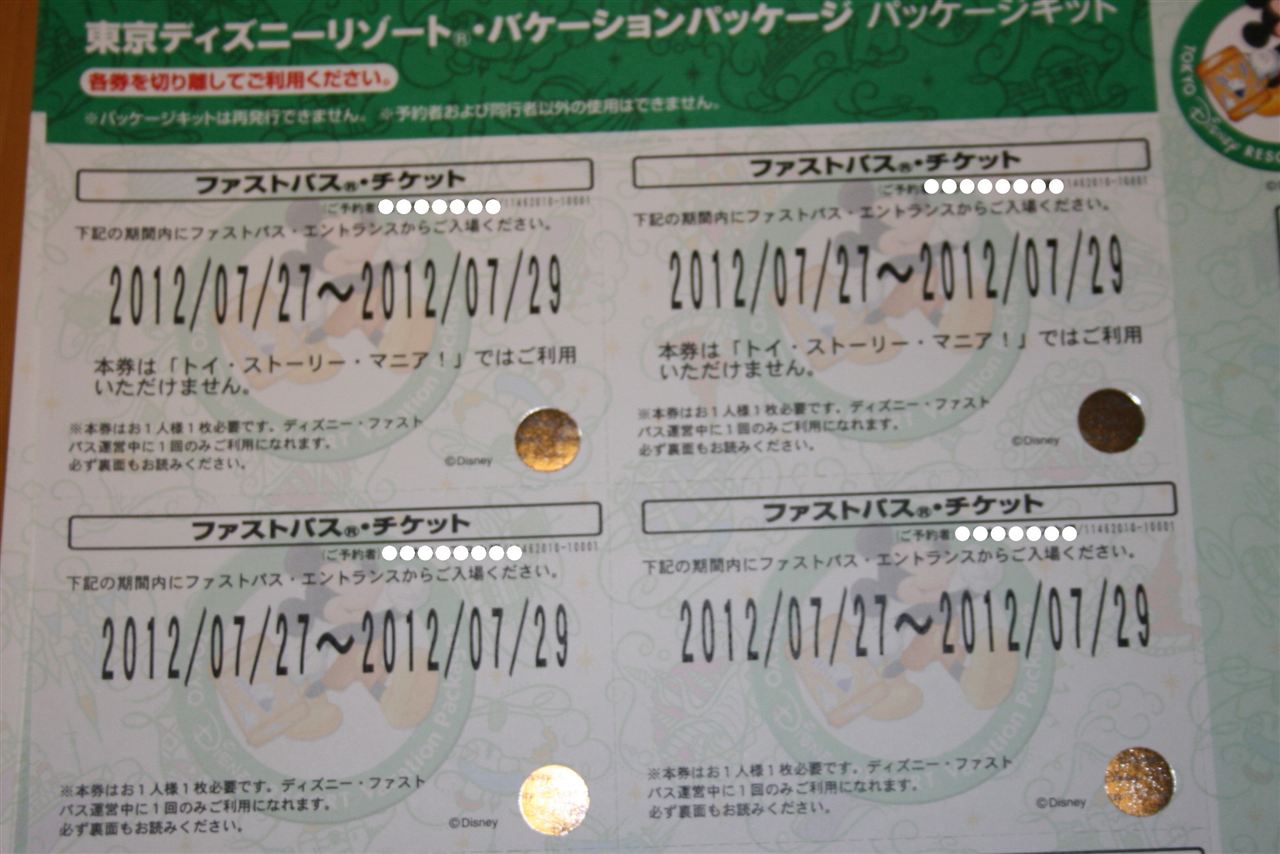 東京ディズニーリゾート®・バケーションパッケージ パッケージキット
各券を切り離してご利用ください。
※パッケージキットは再発行できません。 ※予約者および同行者以外の使用はできません。
TOKYO Disney RESO
ファストパス®・チケット
(ご予約者 11462010-10001
下記の期間内にファストパス・エントランスからご入場ください。
2012/07/27〜2012/07/29
本券は「トイ・ストーリー・マニア！」ではご利用
いただけません。
※本券はお1人様1枚必要です。ディズニー・ファスト
パス運営中に1回のみご利用になれます。
必ず裏面もお読みください。
©Disney
ファストパス®・チケット
(ご予約者 11462010-10001
下記の期間内にファストパス・エントランスからご入場ください。
2012/07/27〜2012/07/29
本券は「トイ・ストーリー・マニア！」ではご利用
いただけません。
※本券はお1人様1枚必要です。ディズニー・ファスト
パス運営中に1回のみご利用になれます。
必ず裏面もお読みください。
©Disney
ファストパス®・チケット
(ご予約者 462010-10001
下記の期間内にファストパス・エントランスからご入場ください。
2012/07/27〜2012/07/29
※本券はお1人様1枚必要です。ディズニー・ファスト
パス運営中に1回のみご利用になれます。
必ず裏面もお読みください。
©Disney
ファストパス®・チケット
(ご予約者 /11462010-10001
下記の期間内にファストパス・エントランスからご入場ください。
2012/07/27〜2012/07/29
※本券はお1人様1枚必要です。ディズニー・ファスト
パス運営中に1回のみご利用になれます。
必ず裏面もお読みください。
©Disney